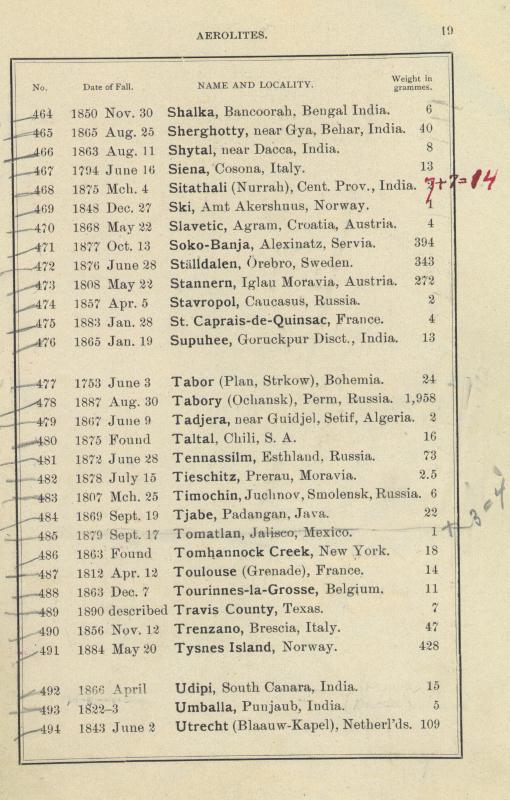 AEROLITES. 19
No. Date of Fall. NAME AND LOCALITY. Weight in grammes.
464 1850 Nov. 30 Shalka, Bancoorah, Bengal India. 6
465 1865 Aug. 25 Sherghotty, near Gya, Behar, India. 40
466 1863 Aug. 11 Shytal, near Dacca, India. 8
467 1794 June 16 Siena, Cosona, Italy. 13
468 1875 Mch. 4 Sitathali (Nurrah), Cent. Prov., India. 7+7=14
469 1848 Dec. 27 Ski, Amt Akershuus, Norway. 1
470 1868 May 22 Slavetic, Agram, Croatia, Austria. 4
471 1877 Oct. 13 Soko-Banja, Alexinatz, Servia. 394
472 1876 June 28 Ställdalen, Örebro, Sweden. 343
473 1808 May 22 Stannern, Iglau Moravia, Austria. 272
474 1857 Apr. 5 Stavropol, Caucasus, Russia. 2
475 1883 Jan. 28 St. Caprais-de-Quinsac, France. 4
476 1865 Jan. 19 Supuhee, Goruckpur Disct., India. 13
477 1753 June 3 Tabor (Plan, Strkow), Bohemia. 24
478 1887 Aug. 30 Tabory (Ochansk), Perm, Russia. 1,958
479 1867 June 9 Tadjera, near Guidjel, Setif, Algeria. 2
480 1875 Found Taltal, Chili, S. A. 16
481 1872 June 28 Tennassilm, Esthland, Russia. 73
482 1878 July 15 Tieschitz, Prerau, Moravia. 2.5
483 1807 Mch. 25 Timochin, Juchnov, Smolensk, Russia. 6
484 1869 Sept. 19 Tjabe, Padangan, Java. 22
485 1879 Sept. 17 Tomatlan, Jalisco, Mexico. 1 + 3 = 4
486 1863 Found Tomhannock Creek, New York. 18
487 1812 Apr. 12 Toulouse (Grenade), France. 14
488 1863 Dec. 7 Tourinnes-la-Grosse, Belgium. 11
489 1890 described Travis County, Texas. 7
490 1856 Nov. 12 Trenzano, Brescia, Italy. 47
491 1884 May 20 Tysnes Island, Norway. 428
492 1866 April Udipi, South Canara, India. 15
493 1822-3 Umballa, Punjaub, India. 5
494 1843 June 2 Utrecht (Blaauw-Kapel), Netherl'ds. 109